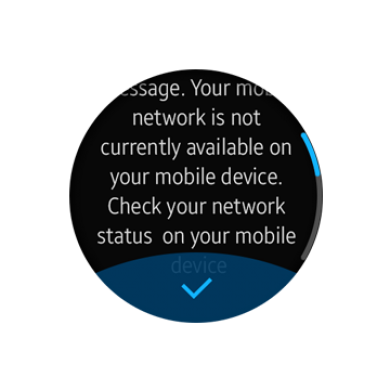 essage. Your mob
network is not
currently available on
your mobile device.
Check your network
status on your mobile
device